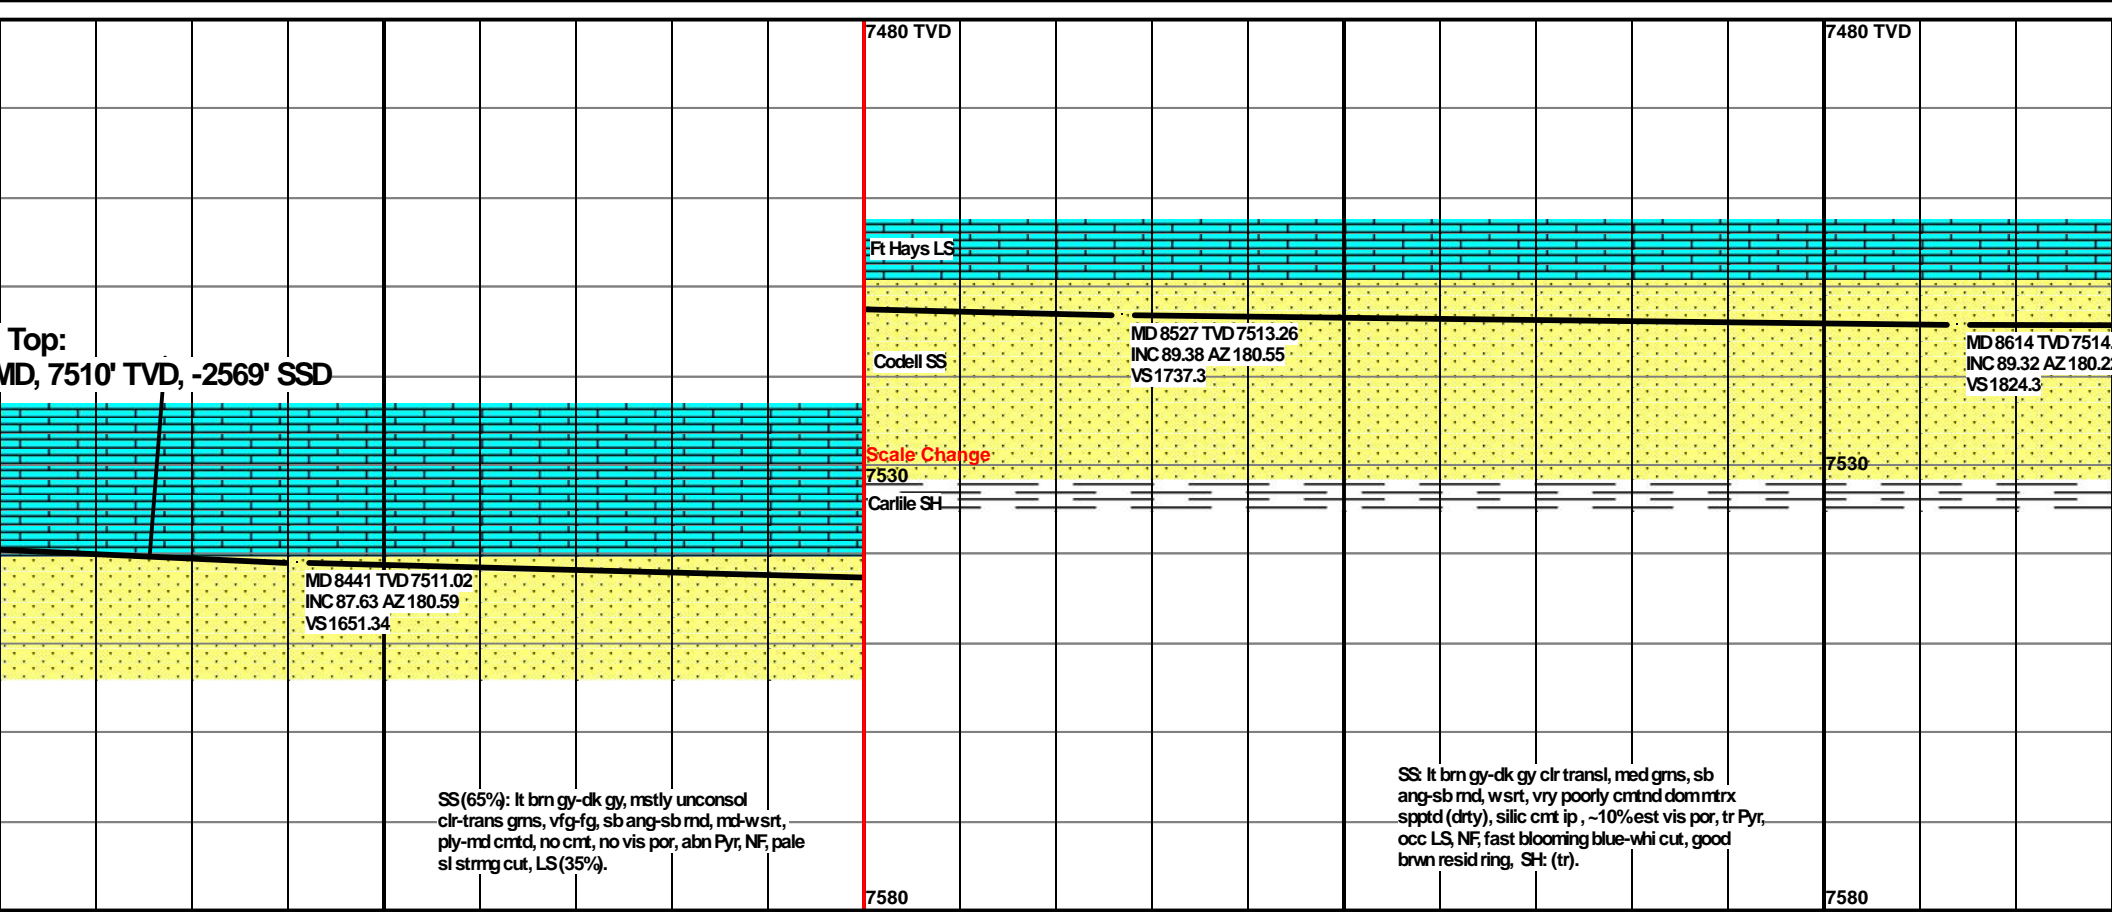 7480 TVD
7480 TVD
Ft Hays LS
Top:
MD, 7510' TVD, -2569' SSD
MD 8527 TVD 7513.26
INC 89.38 AZ 180.55
VS 1737.3
MD 8614 TVD 7514.
INC 89.32 AZ 180.22
VS 1824.3
Codell SS
Scale Change
7530
7530
Carlile SH
MD 8441 TVD 7511.02
INC 87.63 AZ 180.59
VS 1651.34
SS (65%): lt brn gy-dk gy, mstly unconsol
clr-trans grns, vfg-fg, sb ang-sb rnd, md-w srt,
ply-md cmtd, no cmt, no vis por, abn Pyr, NF, pale
sl strmg cut, LS (35%).
SS: lt brn gy-dk gy clr transl, med grns, sb
ang-sb rnd, w srt, vry poorly cmtnd dom mtrx
spptd (drty), silic cmt ip , ~10% est vis por, tr Pyr,
occ LS, NF, fast blooming blue-whi cut, good
brwn resid ring, SH: (tr).
7580
7580